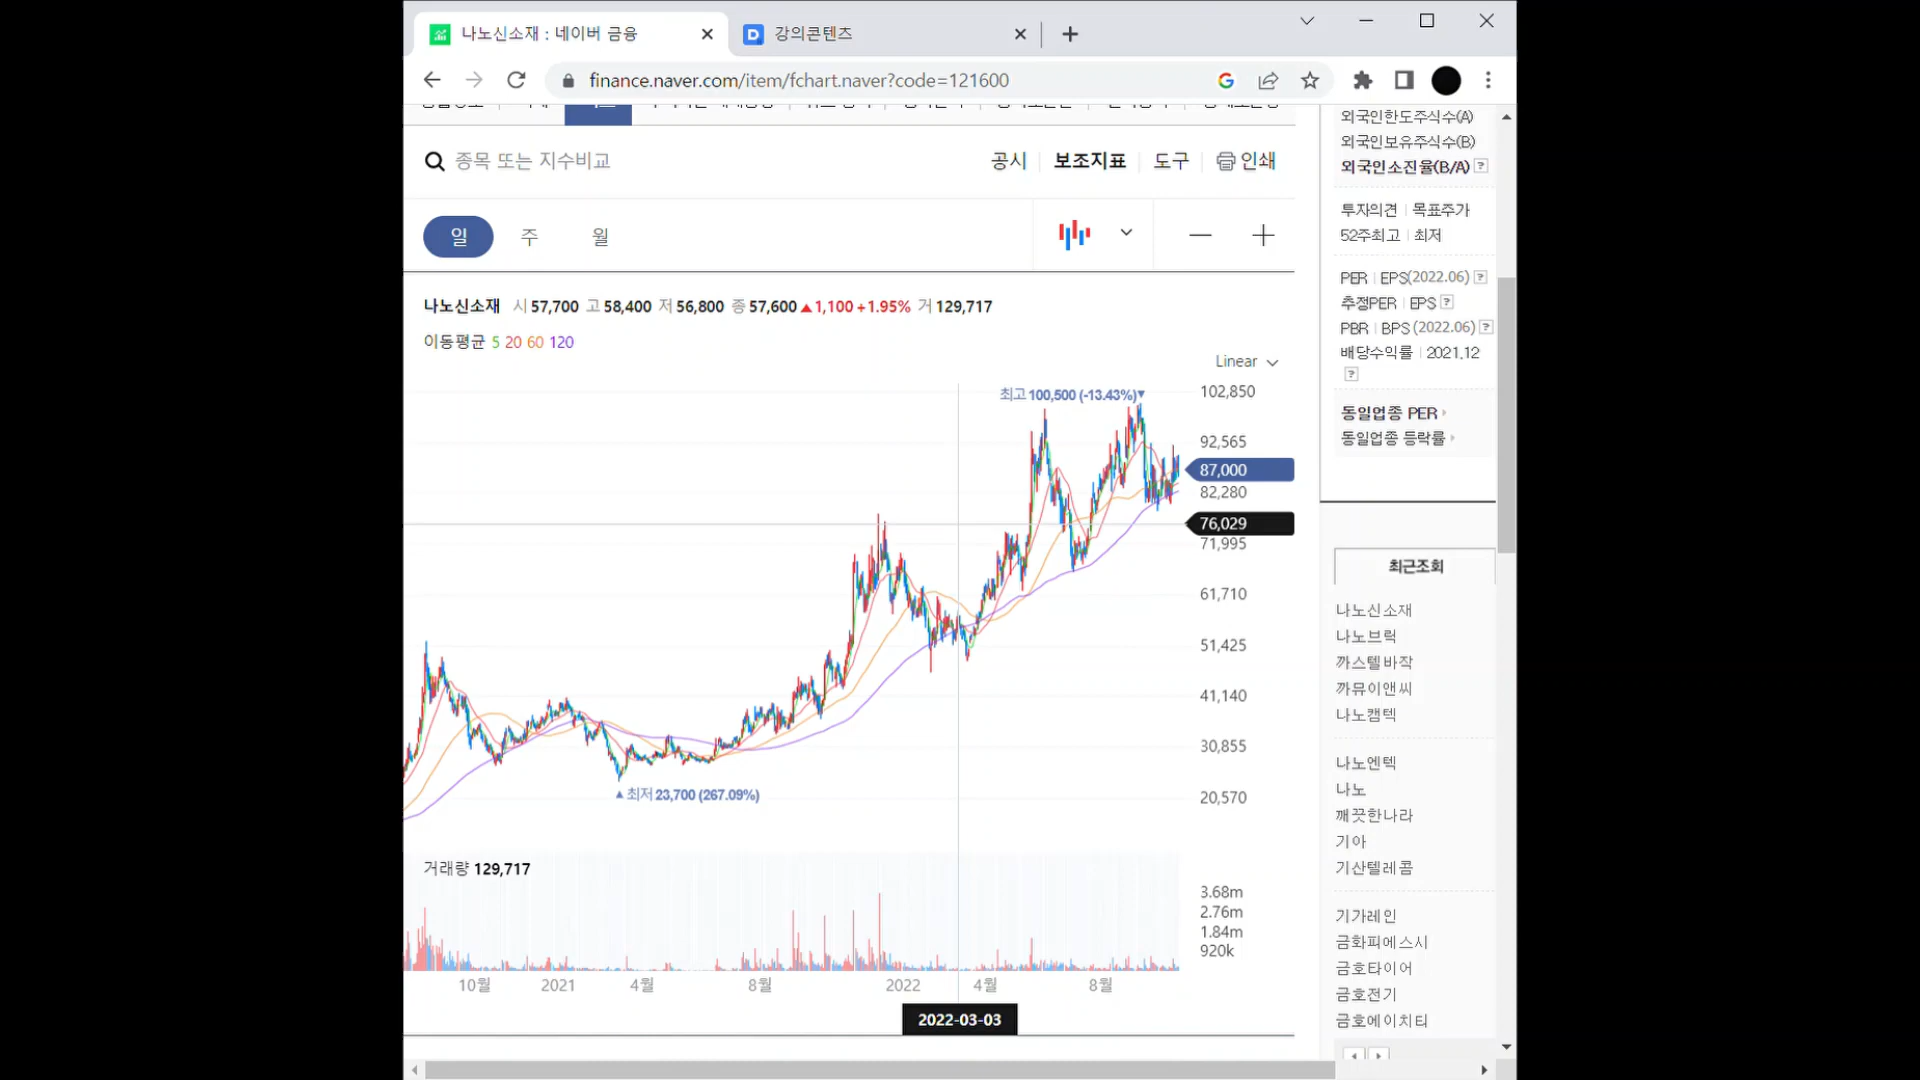 나노신소재 : 네이버 금융
강의콘텐츠
finance.naver.com/item/fchart.naver?code=121600
종목 또는 지수비교
공시
보조지표
도구
인쇄
일
주
월
나노신소재 시 57,700 고 58,400 저 56,800 종 57,600 ▲1,100 +1.95% 거 129,717
이동평균 5 20 60 120
Linear
최고 100,500 (-13.43%)▼
102,850
92,565
87,000
82,280
76,029
71,995
61,710
51,425
41,140
30,855
20,570
▲최저 23,700 (267.09%)
거래량 129,717
3.68m
2.76m
1.84m
920k
10월 2021 4월 8월 2022 4월 8월
2022-03-03
외국인한도주식수(A)
외국인보유주식수(B)
외국인소진율(B/A) ?
투자의견 | 목표주가
52주최고 | 최저
PER | EPS(2022.06) ?
추정PER | EPS ?
PBR | BPS (2022.06) ?
배당수익률 | 2021.12
?
동일업종 PER
동일업종 등락률
최근조회
나노신소재
나노브릭
까스텔바작
까뮤이앤씨
나노캠텍
나노엔텍
나노
깨끗한나라
기아
기산텔레콤
기가레인
금화피에스시
금호타이어
금호전기
금호에이치티